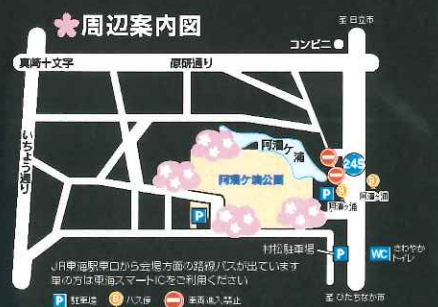 周辺案内図
至 日立市
コンビニ
真崎十文字
原研通り
いちょう通り
阿漕ケ浦
245
阿漕ケ浦公園
P
B
阿漕ケ浦
B
阿漕ケ浦
P
村松駐車場
P
WC
さわやか
トイレ
JR東海駅東口から会場方面の路線バスが出ています
車の方は東海スマートICをご利用ください
P 駐車場 B バス停 車両進入禁止
至 ひたちなか市